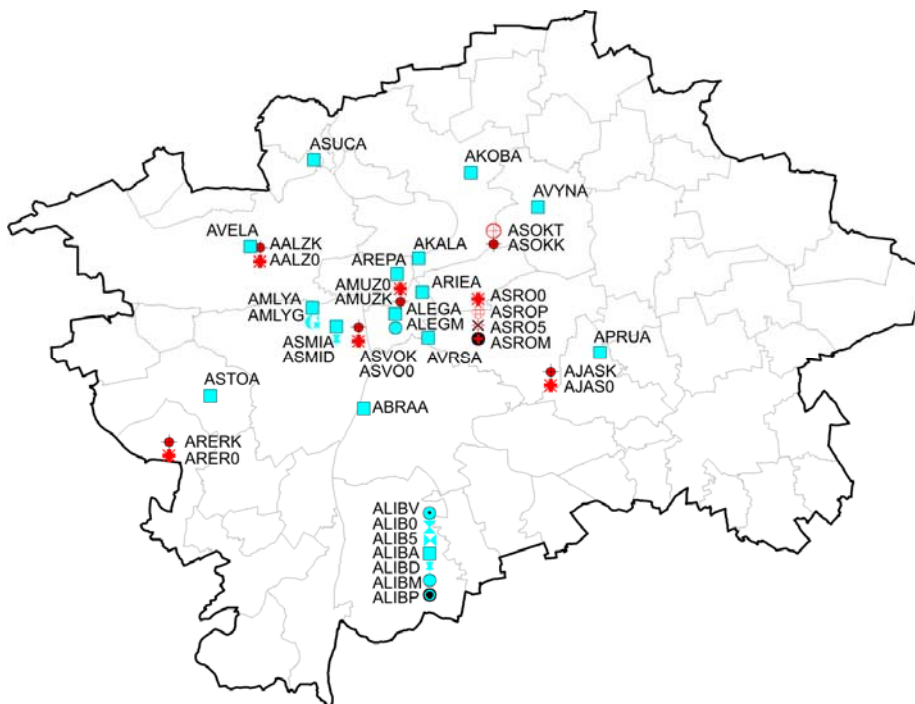 ASUCA
AKOBA
AVYNA
ASOKT
ASOKK
AVELA
AALZK
AALZ0
AKALA
AREPA
AMUZ0
AMUZK
ARIEA
ASRO0
ASROP
ASRO5
ASROM
AMLYA
AMLYG
ALEGA
ALEGM
ASMIA
ASMID
ASVOK
ASVO0
AVRSA
APRUA
AJASK
AJAS0
ASTOA
ABRAA
ARERK
ARER0
ALIBV
ALIB0
ALIB5
ALIBA
ALIBD
ALIBM
ALIBP